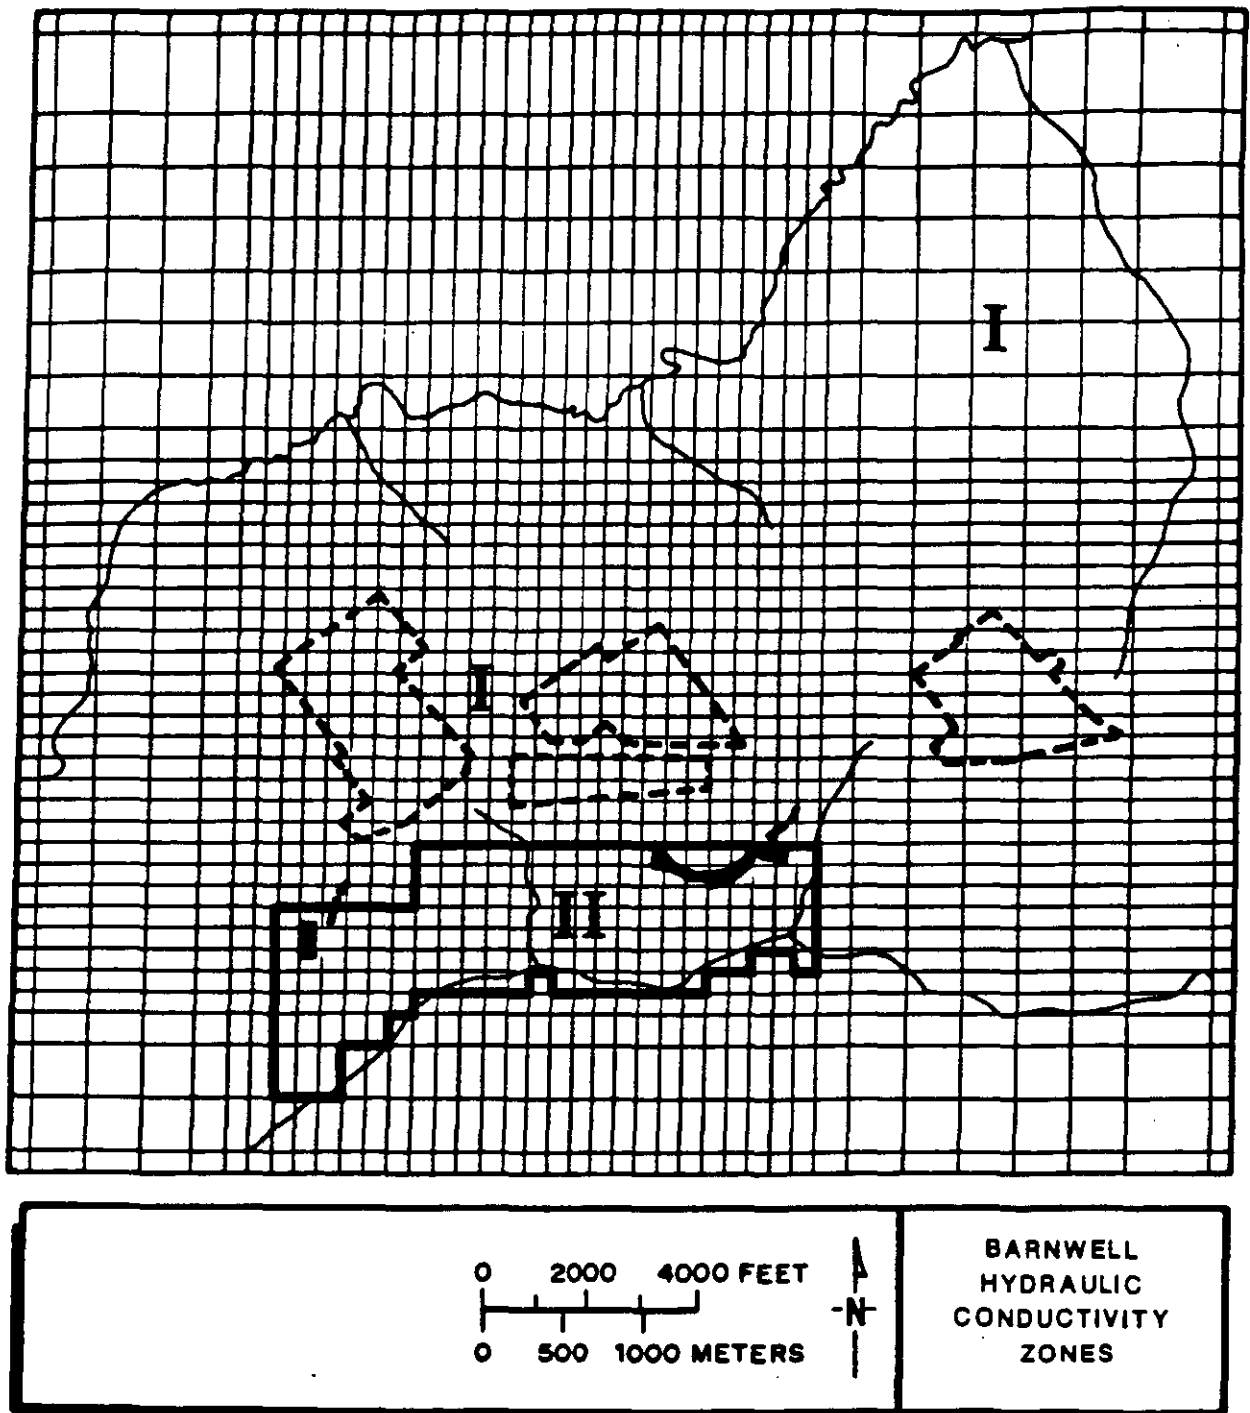 I
I
II
0 2000 4000 FEET
0 500 1000 METERS
N
BARNWELL
HYDRAULIC
CONDUCTIVITY
ZONES